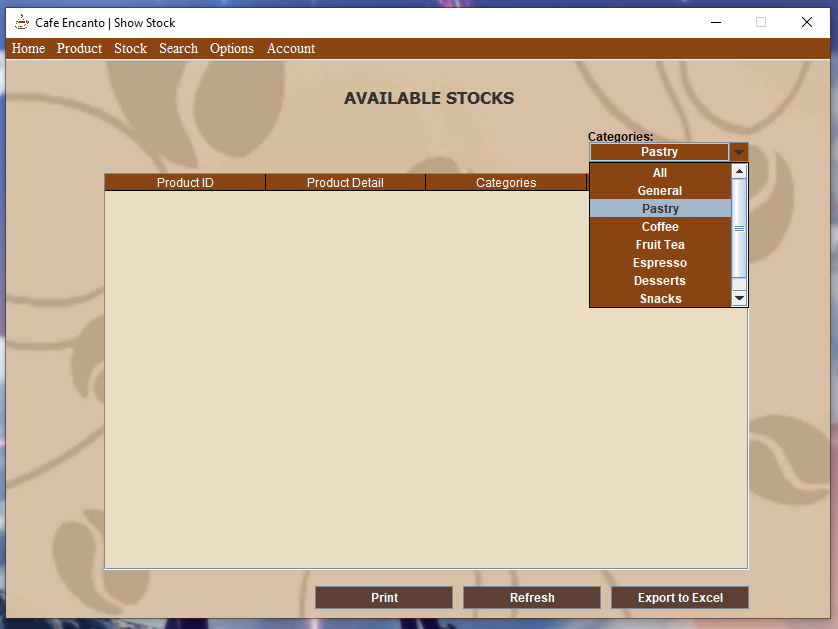 Cafe Encanto | Show Stock
Home Product Stock Search Options Account
AVAILABLE STOCKS
Categories:
Pastry
Product ID Product Detail Categories
All
General
Pastry
Coffee
Fruit Tea
Espresso
Desserts
Snacks
Print Refresh Export to Excel